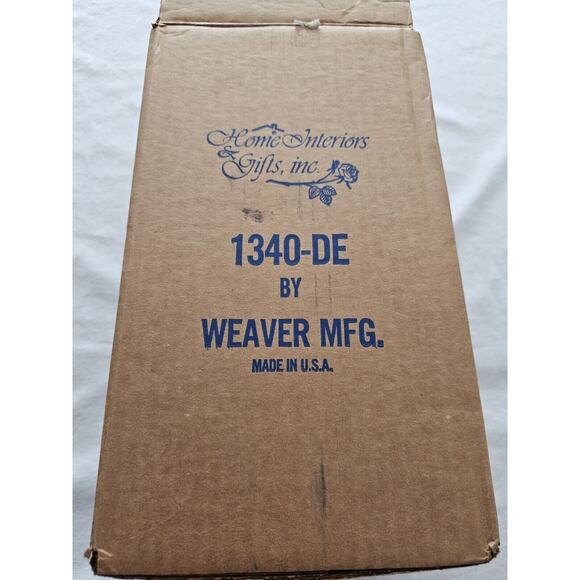 Home Interiors
& Gifts, inc.
1340-DE
BY
WEAVER MFG.
MADE IN U.S.A.